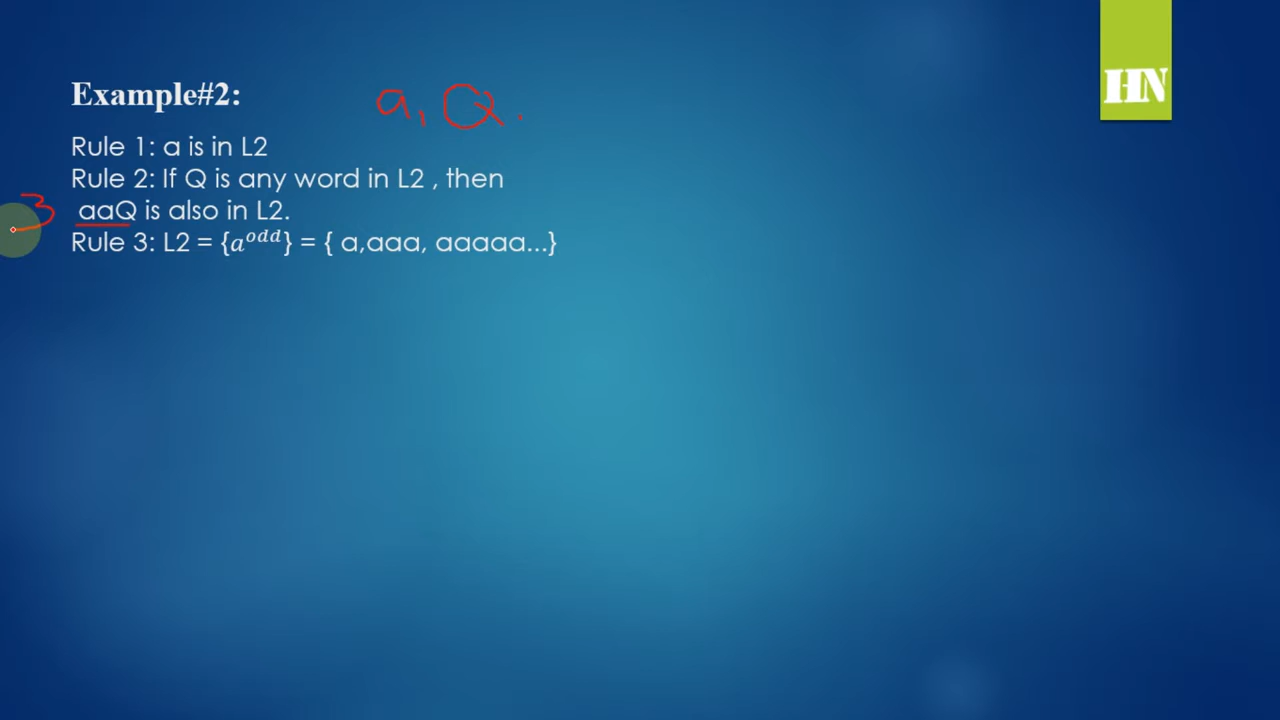 HN
Example#2:
a, Q.
Rule 1: a is in L2
Rule 2: If Q is any word in L2 , then
3 aaQ is also in L2.
Rule 3: L2 = {a^odd} = { a,aaa, aaaaa...}